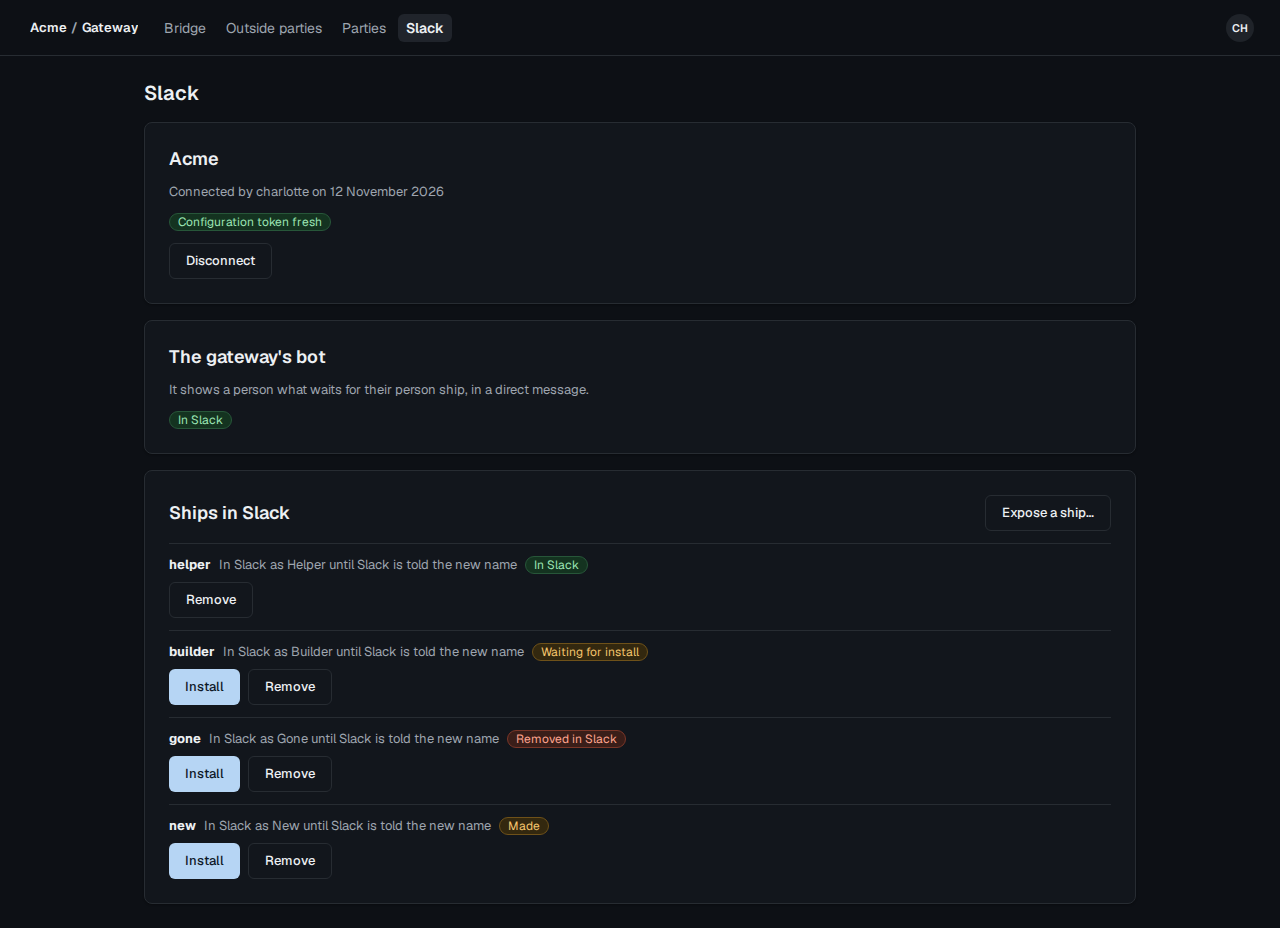 Acme / Gateway Bridge Outside parties Parties Slack CH
Slack
Acme
Connected by charlotte on 12 November 2026
Configuration token fresh
Disconnect
The gateway's bot
It shows a person what waits for their person ship, in a direct message.
In Slack
Ships in Slack Expose a ship...
helper In Slack as Helper until Slack is told the new name In Slack
Remove
builder In Slack as Builder until Slack is told the new name Waiting for install
Install Remove
gone In Slack as Gone until Slack is told the new name Removed in Slack
Install Remove
new In Slack as New until Slack is told the new name Made
Install Remove